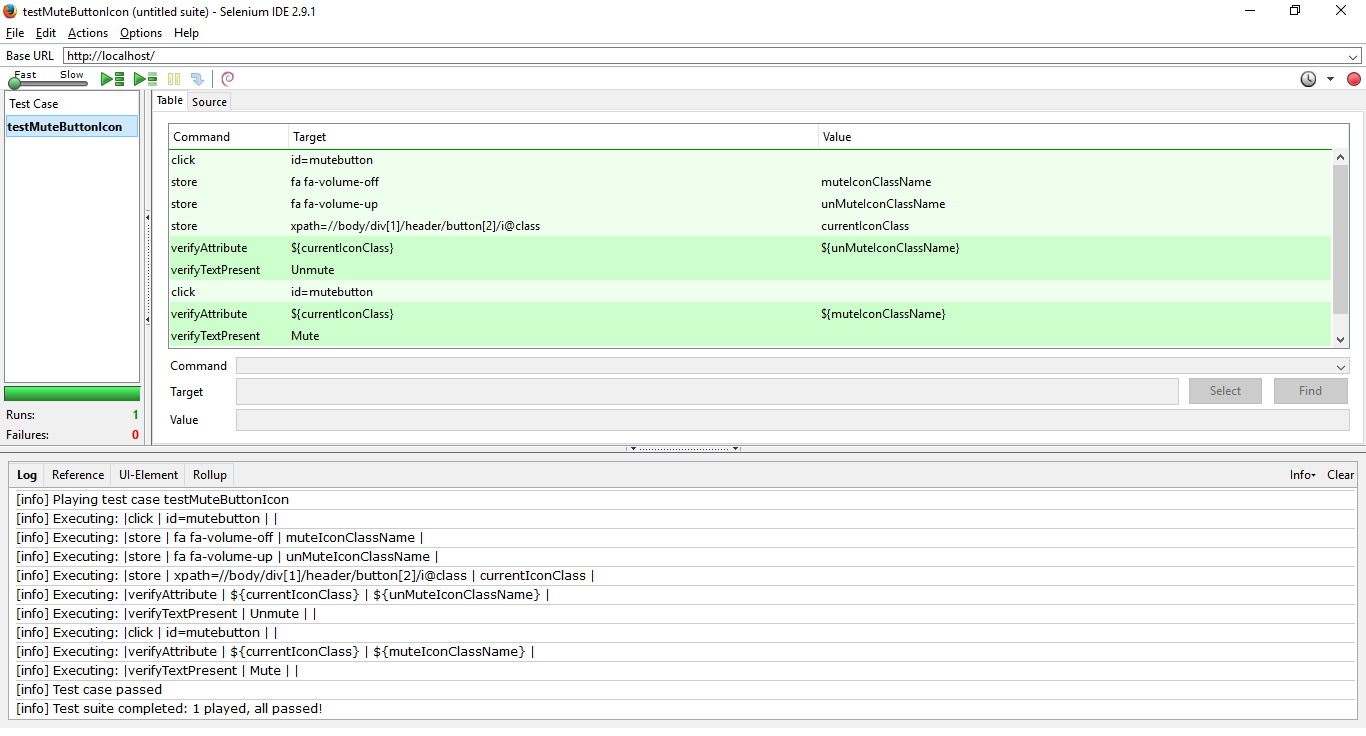 testMuteButtonIcon (untitled suite) - Selenium IDE 2.9.1
File Edit Actions Options Help
Base URL http://localhost/
Fast Slow
Test Case
testMuteButtonIcon
Runs: 1
Failures: 0
Table Source
Command Target Value
click id=mutebutton
store fa fa-volume-off muteIconClassName
store fa fa-volume-up unMuteIconClassName
store xpath=//body/div[1]/header/button[2]/i@class currentIconClass
verifyAttribute ${currentIconClass} ${unMuteIconClassName}
verifyTextPresent Unmute
click id=mutebutton
verifyAttribute ${currentIconClass} ${muteIconClassName}
verifyTextPresent Mute
Command
Target Select Find
Value
Log Reference UI-Element Rollup Info Clear
[info] Playing test case testMuteButtonIcon
[info] Executing: |click | id=mutebutton | |
[info] Executing: |store | fa fa-volume-off | muteIconClassName |
[info] Executing: |store | fa fa-volume-up | unMuteIconClassName |
[info] Executing: |store | xpath=//body/div[1]/header/button[2]/i@class | currentIconClass |
[info] Executing: |verifyAttribute | ${currentIconClass} | ${unMuteIconClassName} |
[info] Executing: |verifyTextPresent | Unmute | |
[info] Executing: |click | id=mutebutton | |
[info] Executing: |verifyAttribute | ${currentIconClass} | ${muteIconClassName} |
[info] Executing: |verifyTextPresent | Mute | |
[info] Test case passed
[info] Test suite completed: 1 played, all passed!